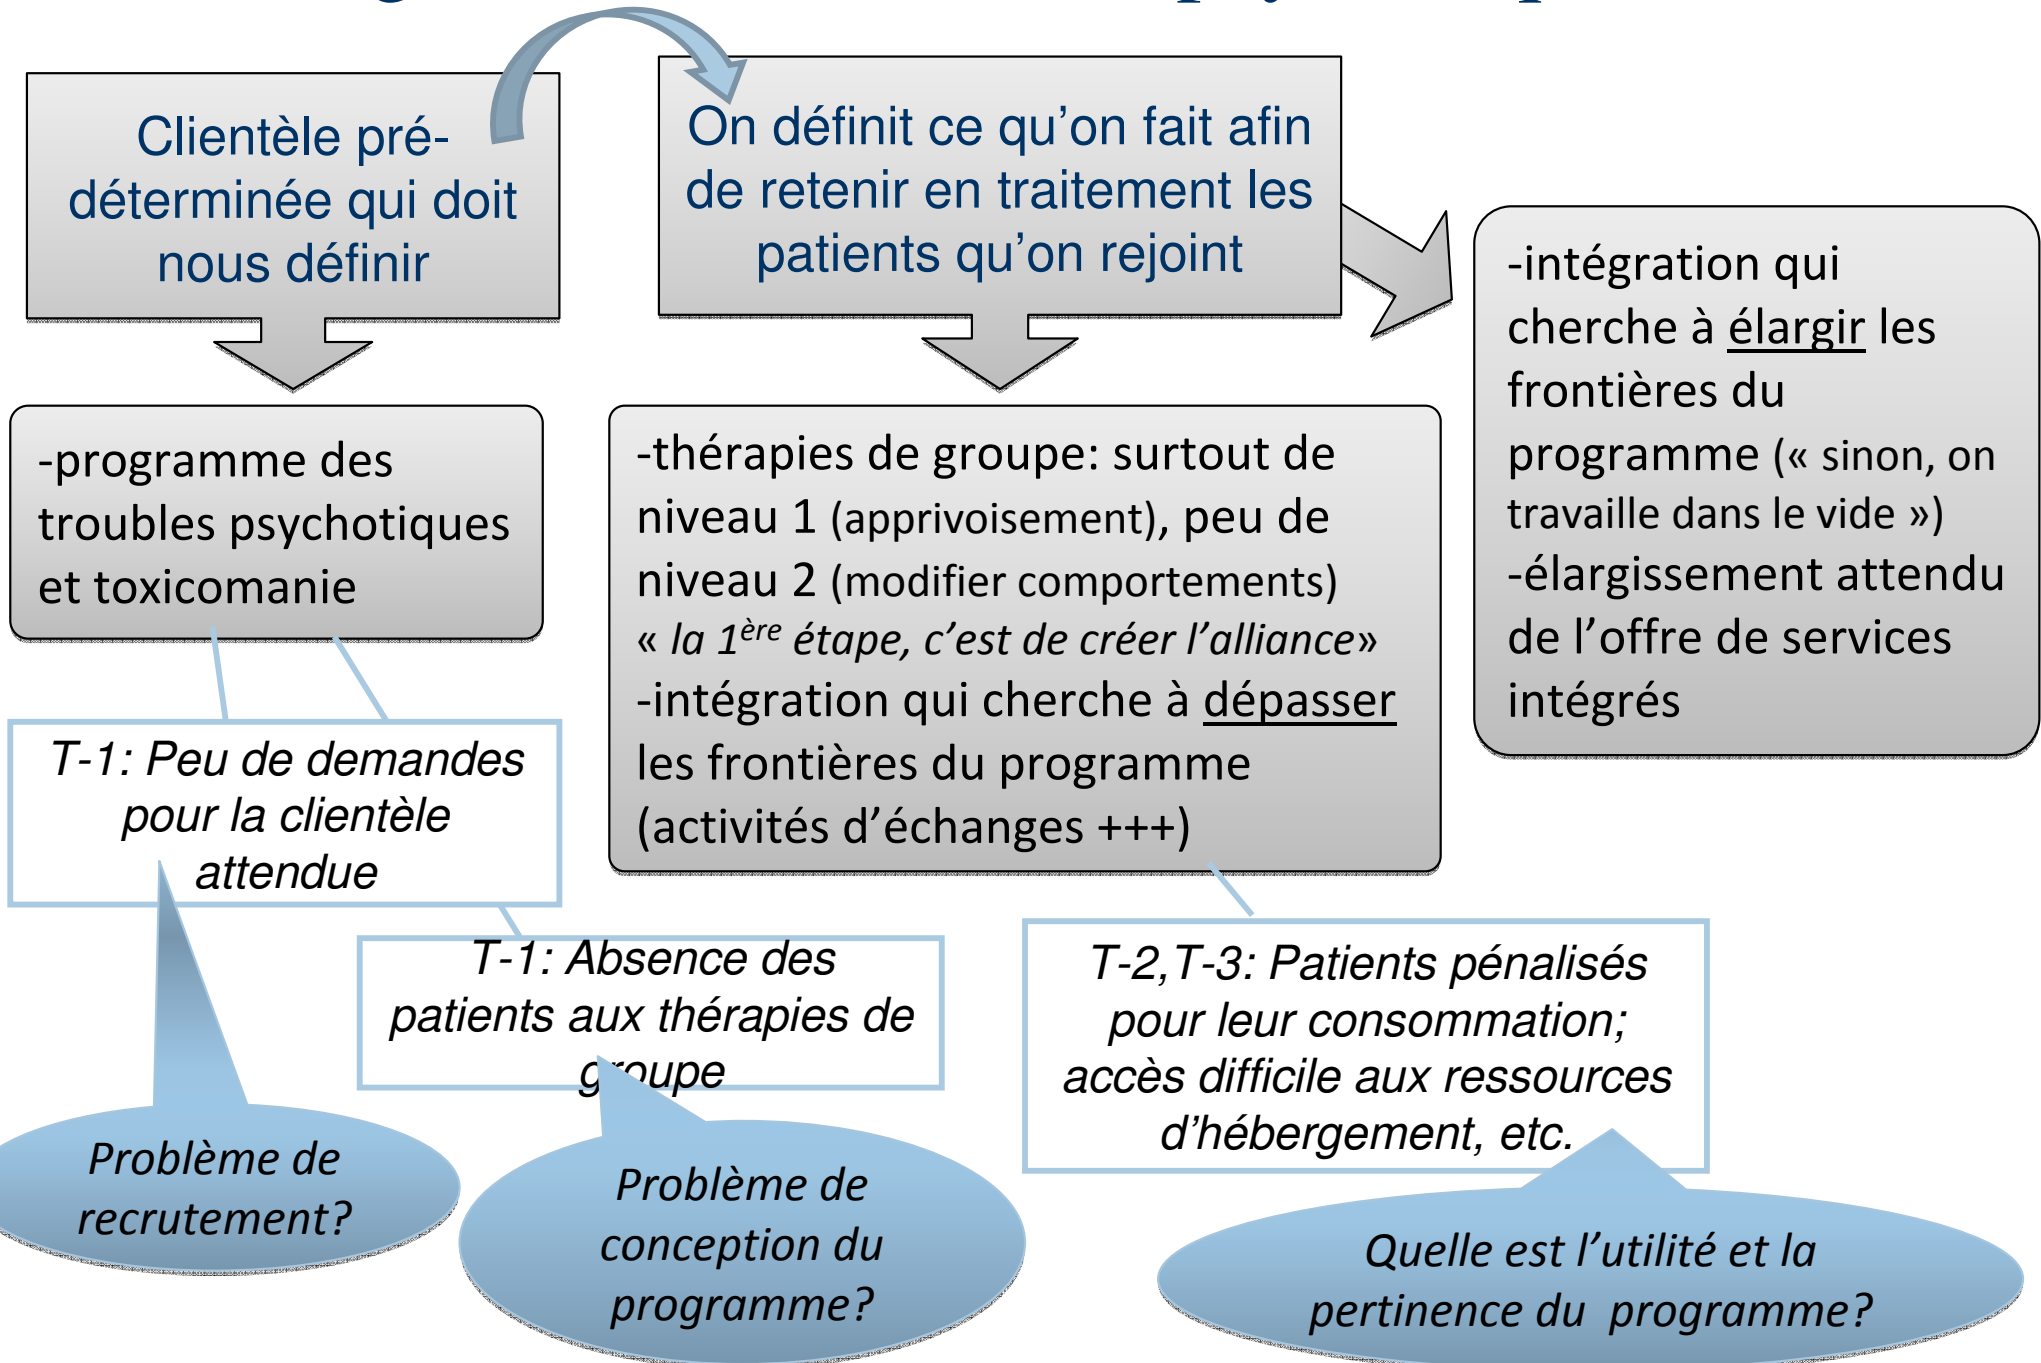 Clientèle pré-
déterminée qui doit
nous définir
On définit ce qu’on fait afin
de retenir en traitement les
patients qu’on rejoint
-intégration qui
cherche à élargir les
frontières du
programme (« sinon, on
travaille dans le vide »)
-élargissement attendu
de l’offre de services
intégrés
-programme des
troubles psychotiques
et toxicomanie
-thérapies de groupe: surtout de
niveau 1 (apprivoisement), peu de
niveau 2 (modifier comportements)
« la 1ère étape, c’est de créer l’alliance»
-intégration qui cherche à dépasser
les frontières du programme
(activités d’échanges +++)
T-1: Peu de demandes
pour la clientèle
attendue
T-1: Absence des
patients aux thérapies de
groupe
T-2,T-3: Patients pénalisés
pour leur consommation;
accès difficile aux ressources
d’hébergement, etc.
Problème de
recrutement?
Problème de
conception du
programme?
Quelle est l’utilité et la
pertinence du  programme?